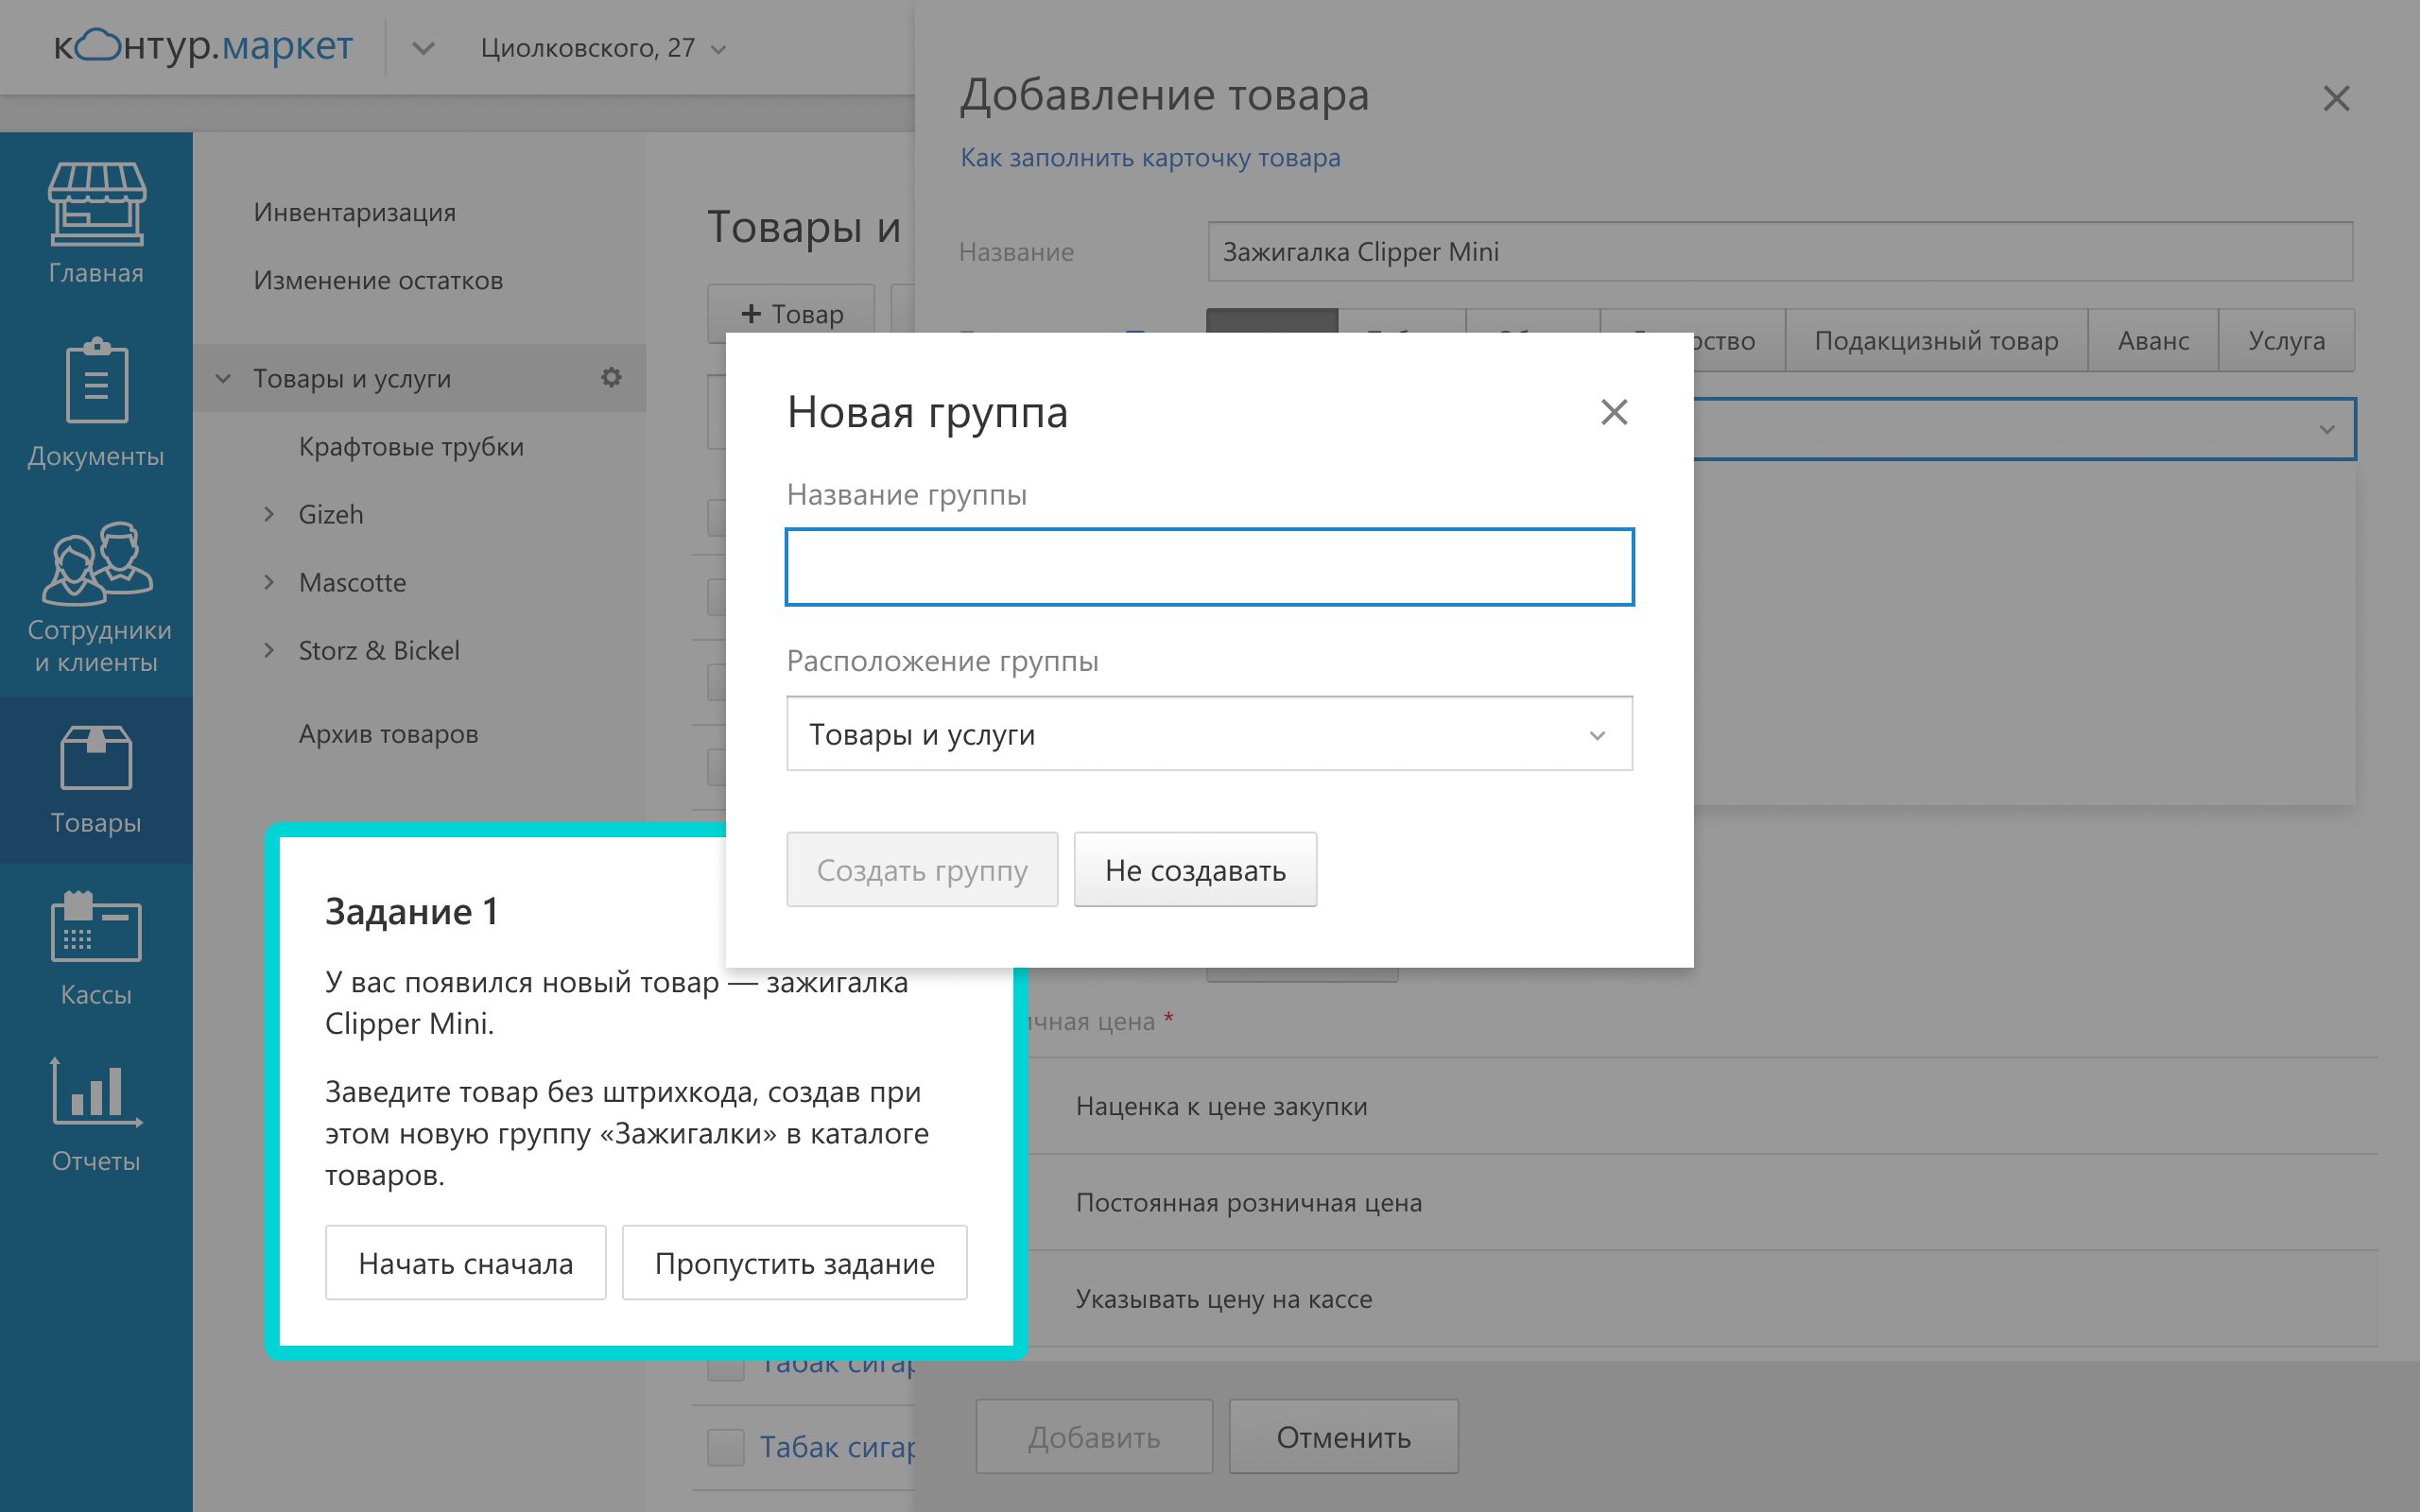 контур.маркет
Циолковского, 27
Главная
Документы
Сотрудники
и клиенты
Товары
Кассы
Отчеты
Инвентаризация
Изменение остатков
Товары и услуги
Крафтовые трубки
Gizeh
Mascotte
Storz & Bickel
Архив товаров
Товары и
+ Товар
Табак сигар
Табак сигар
Добавление товара
Как заполнить карточку товара
Название
Зажигалка Clipper Mini
Подакцизный товар
Аванс
Услуга
Новая группа
Название группы
Расположение группы
Товары и услуги
Создать группу
Не создавать
Задание 1
У вас появился новый товар — зажигалка
Clipper Mini.
Заведите товар без штрихкода, создав при
этом новую группу «Зажигалки» в каталоге
товаров.
Начать сначала
Пропустить задание
цена *
Наценка к цене закупки
Постоянная розничная цена
Указывать цену на кассе
Добавить
Отменить